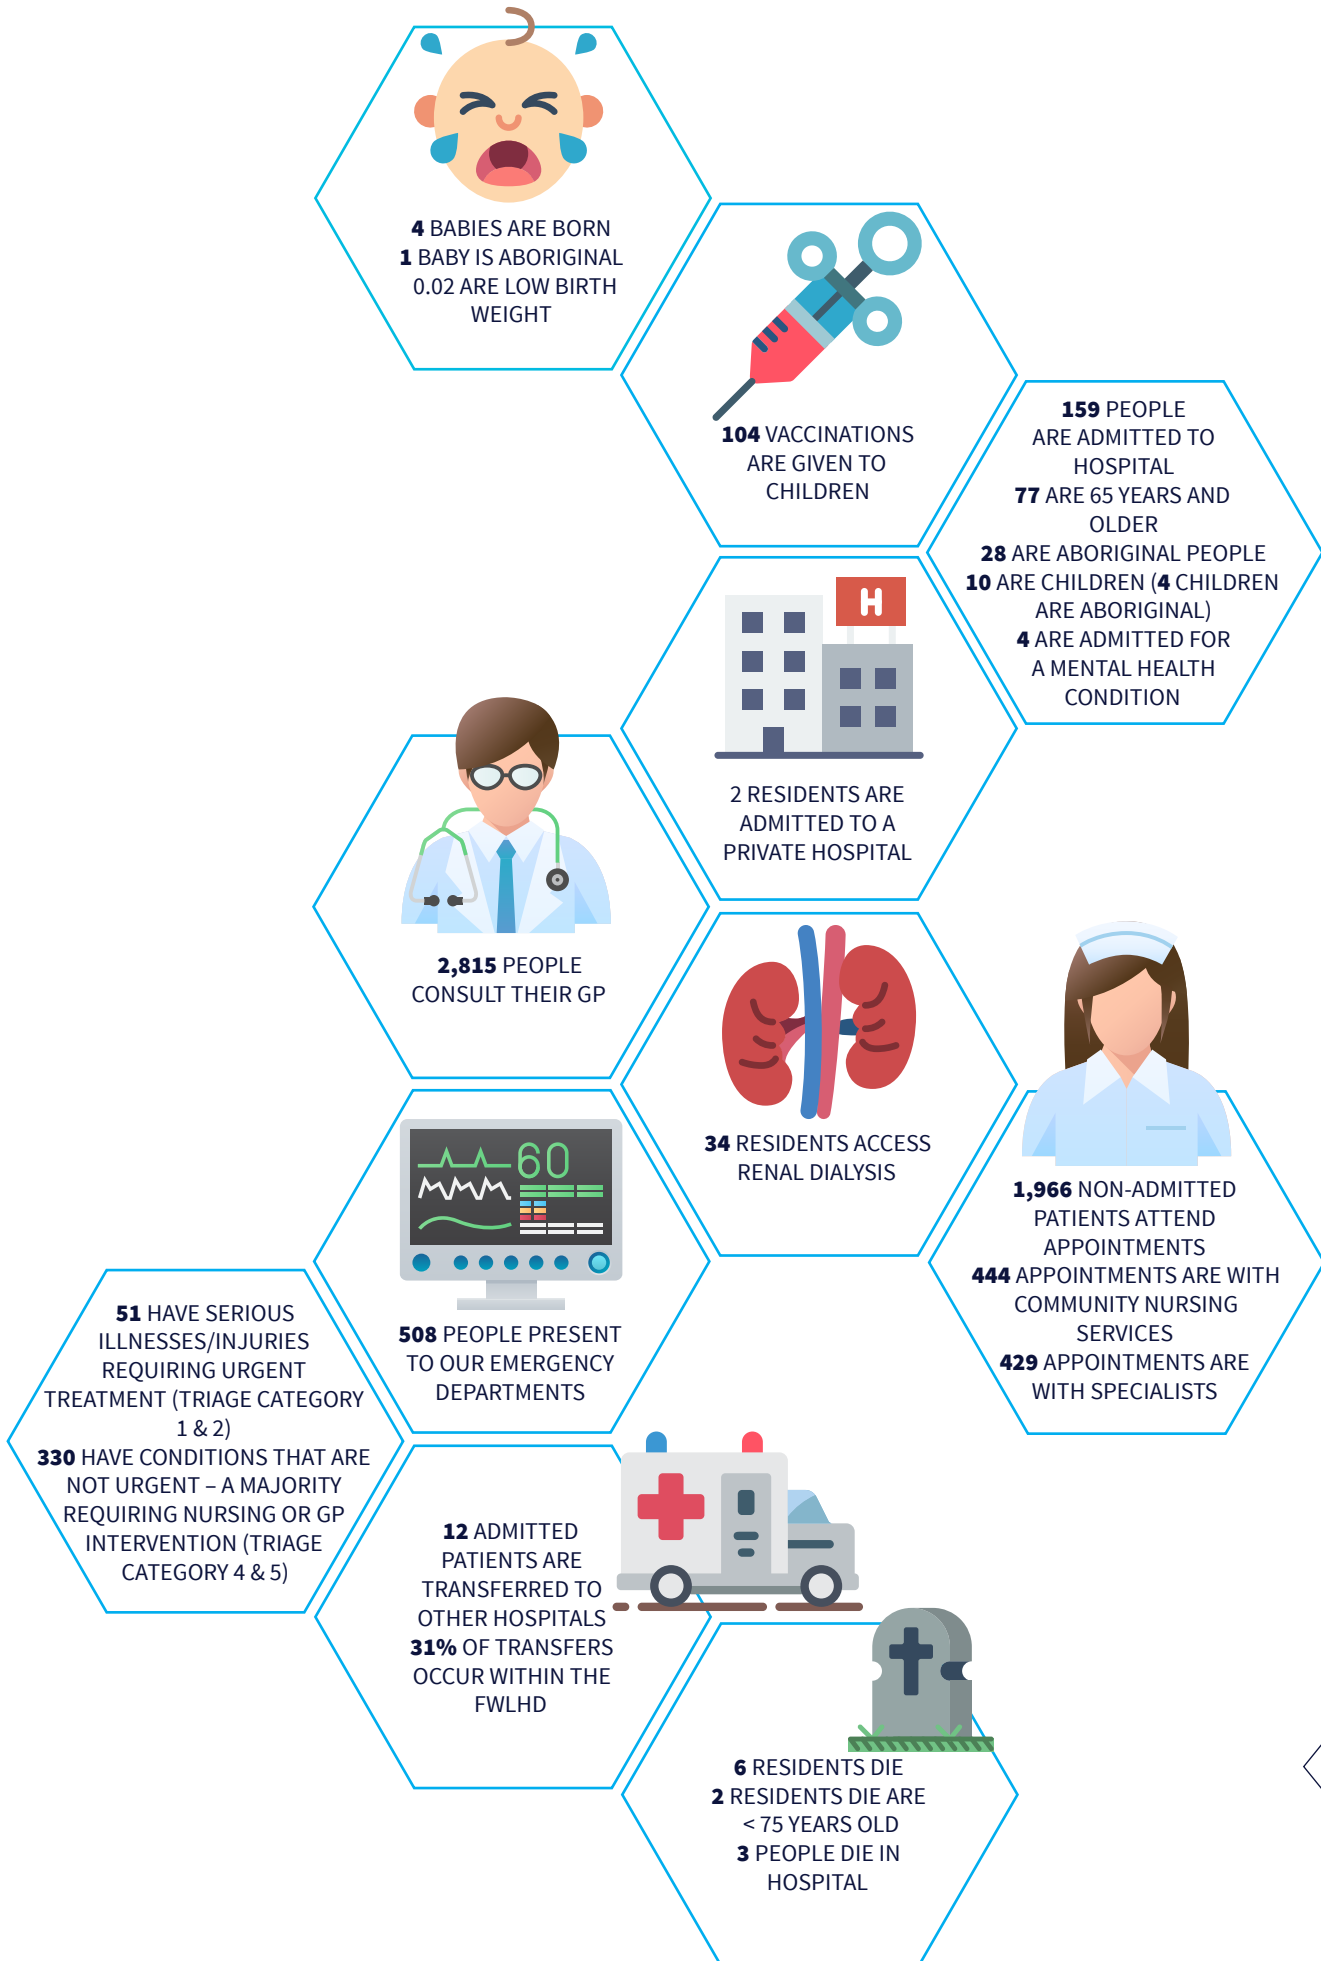 4 BABIES ARE BORN
1 BABY IS ABORIGINAL
0.02 ARE LOW BIRTH
WEIGHT
104 VACCINATIONS
ARE GIVEN TO
CHILDREN
159 PEOPLE
ARE ADMITTED TO
HOSPITAL
77 ARE 65 YEARS AND
OLDER
28 ARE ABORIGINAL PEOPLE
10 ARE CHILDREN (4 CHILDREN
ARE ABORIGINAL)
4 ARE ADMITTED FOR
A MENTAL HEALTH
CONDITION
H
2 RESIDENTS ARE
ADMITTED TO A
PRIVATE HOSPITAL
2,815 PEOPLE
CONSULT THEIR GP
34 RESIDENTS ACCESS
RENAL DIALYSIS
1,966 NON-ADMITTED
PATIENTS ATTEND
APPOINTMENTS
444 APPOINTMENTS ARE WITH
COMMUNITY NURSING
SERVICES
429 APPOINTMENTS ARE
WITH SPECIALISTS
60
508 PEOPLE PRESENT
TO OUR EMERGENCY
DEPARTMENTS
51 HAVE SERIOUS
ILLNESSES/INJURIES
REQUIRING URGENT
TREATMENT (TRIAGE CATEGORY
1 & 2)
330 HAVE CONDITIONS THAT ARE
NOT URGENT – A MAJORITY
REQUIRING NURSING OR GP
INTERVENTION (TRIAGE
CATEGORY 4 & 5)
12 ADMITTED
PATIENTS ARE
TRANSFERRED TO
OTHER HOSPITALS
31% OF TRANSFERS
OCCUR WITHIN THE
FWLHD
6 RESIDENTS DIE
2 RESIDENTS DIE ARE
< 75 YEARS OLD
3 PEOPLE DIE IN
HOSPITAL